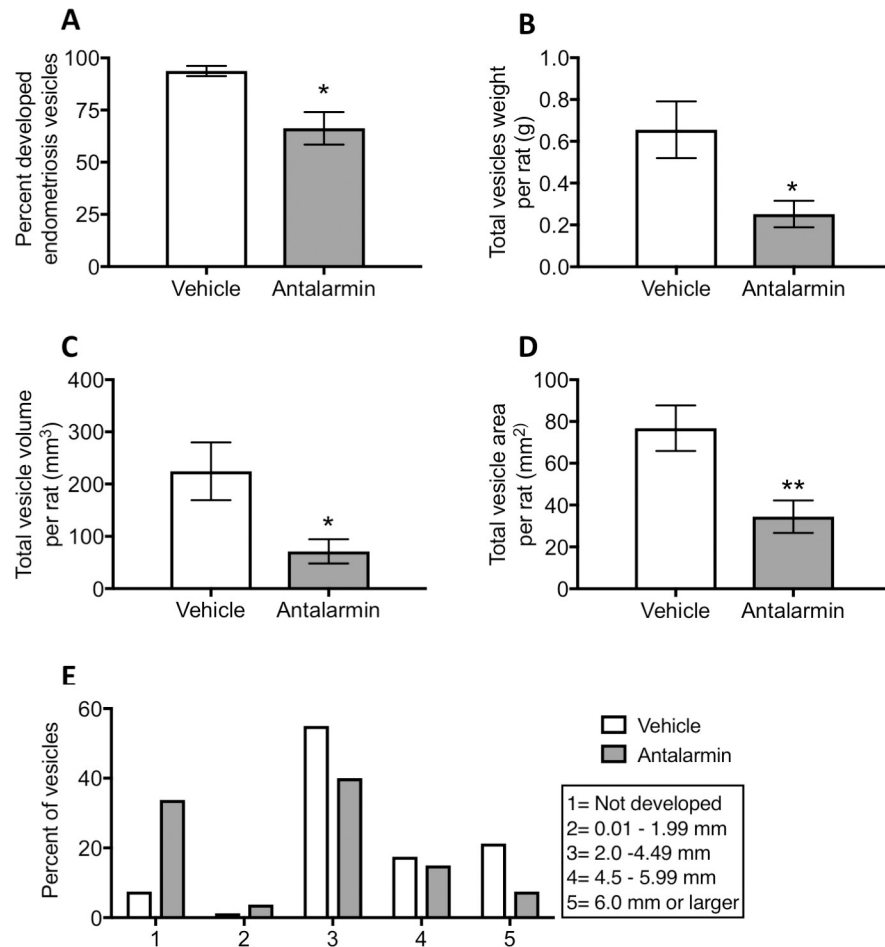 A
Percent developed
endometriosis vesicles
100
75
50
25
0
*
Vehicle
Antalarmin
B
Total vesicles weight
per rat (g)
1.0
0.8
0.6
0.4
0.2
0.0
*
Vehicle
Antalarmin
C
Total vesicle volume
per rat (mm³)
400
300
200
100
0
*
Vehicle
Antalarmin
D
Total vesicle area
per rat (mm²⁾
100
80
60
40
20
0
**
Vehicle
Antalarmin
E
Percent of vesicles
60
40
20
0
1
2
3
4
5
Vehicle
Antalarmin
1= Not developed
2= 0.01 - 1.99 mm
3= 2.0 -4.49 mm
4= 4.5 - 5.99 mm
5= 6.0 mm or larger